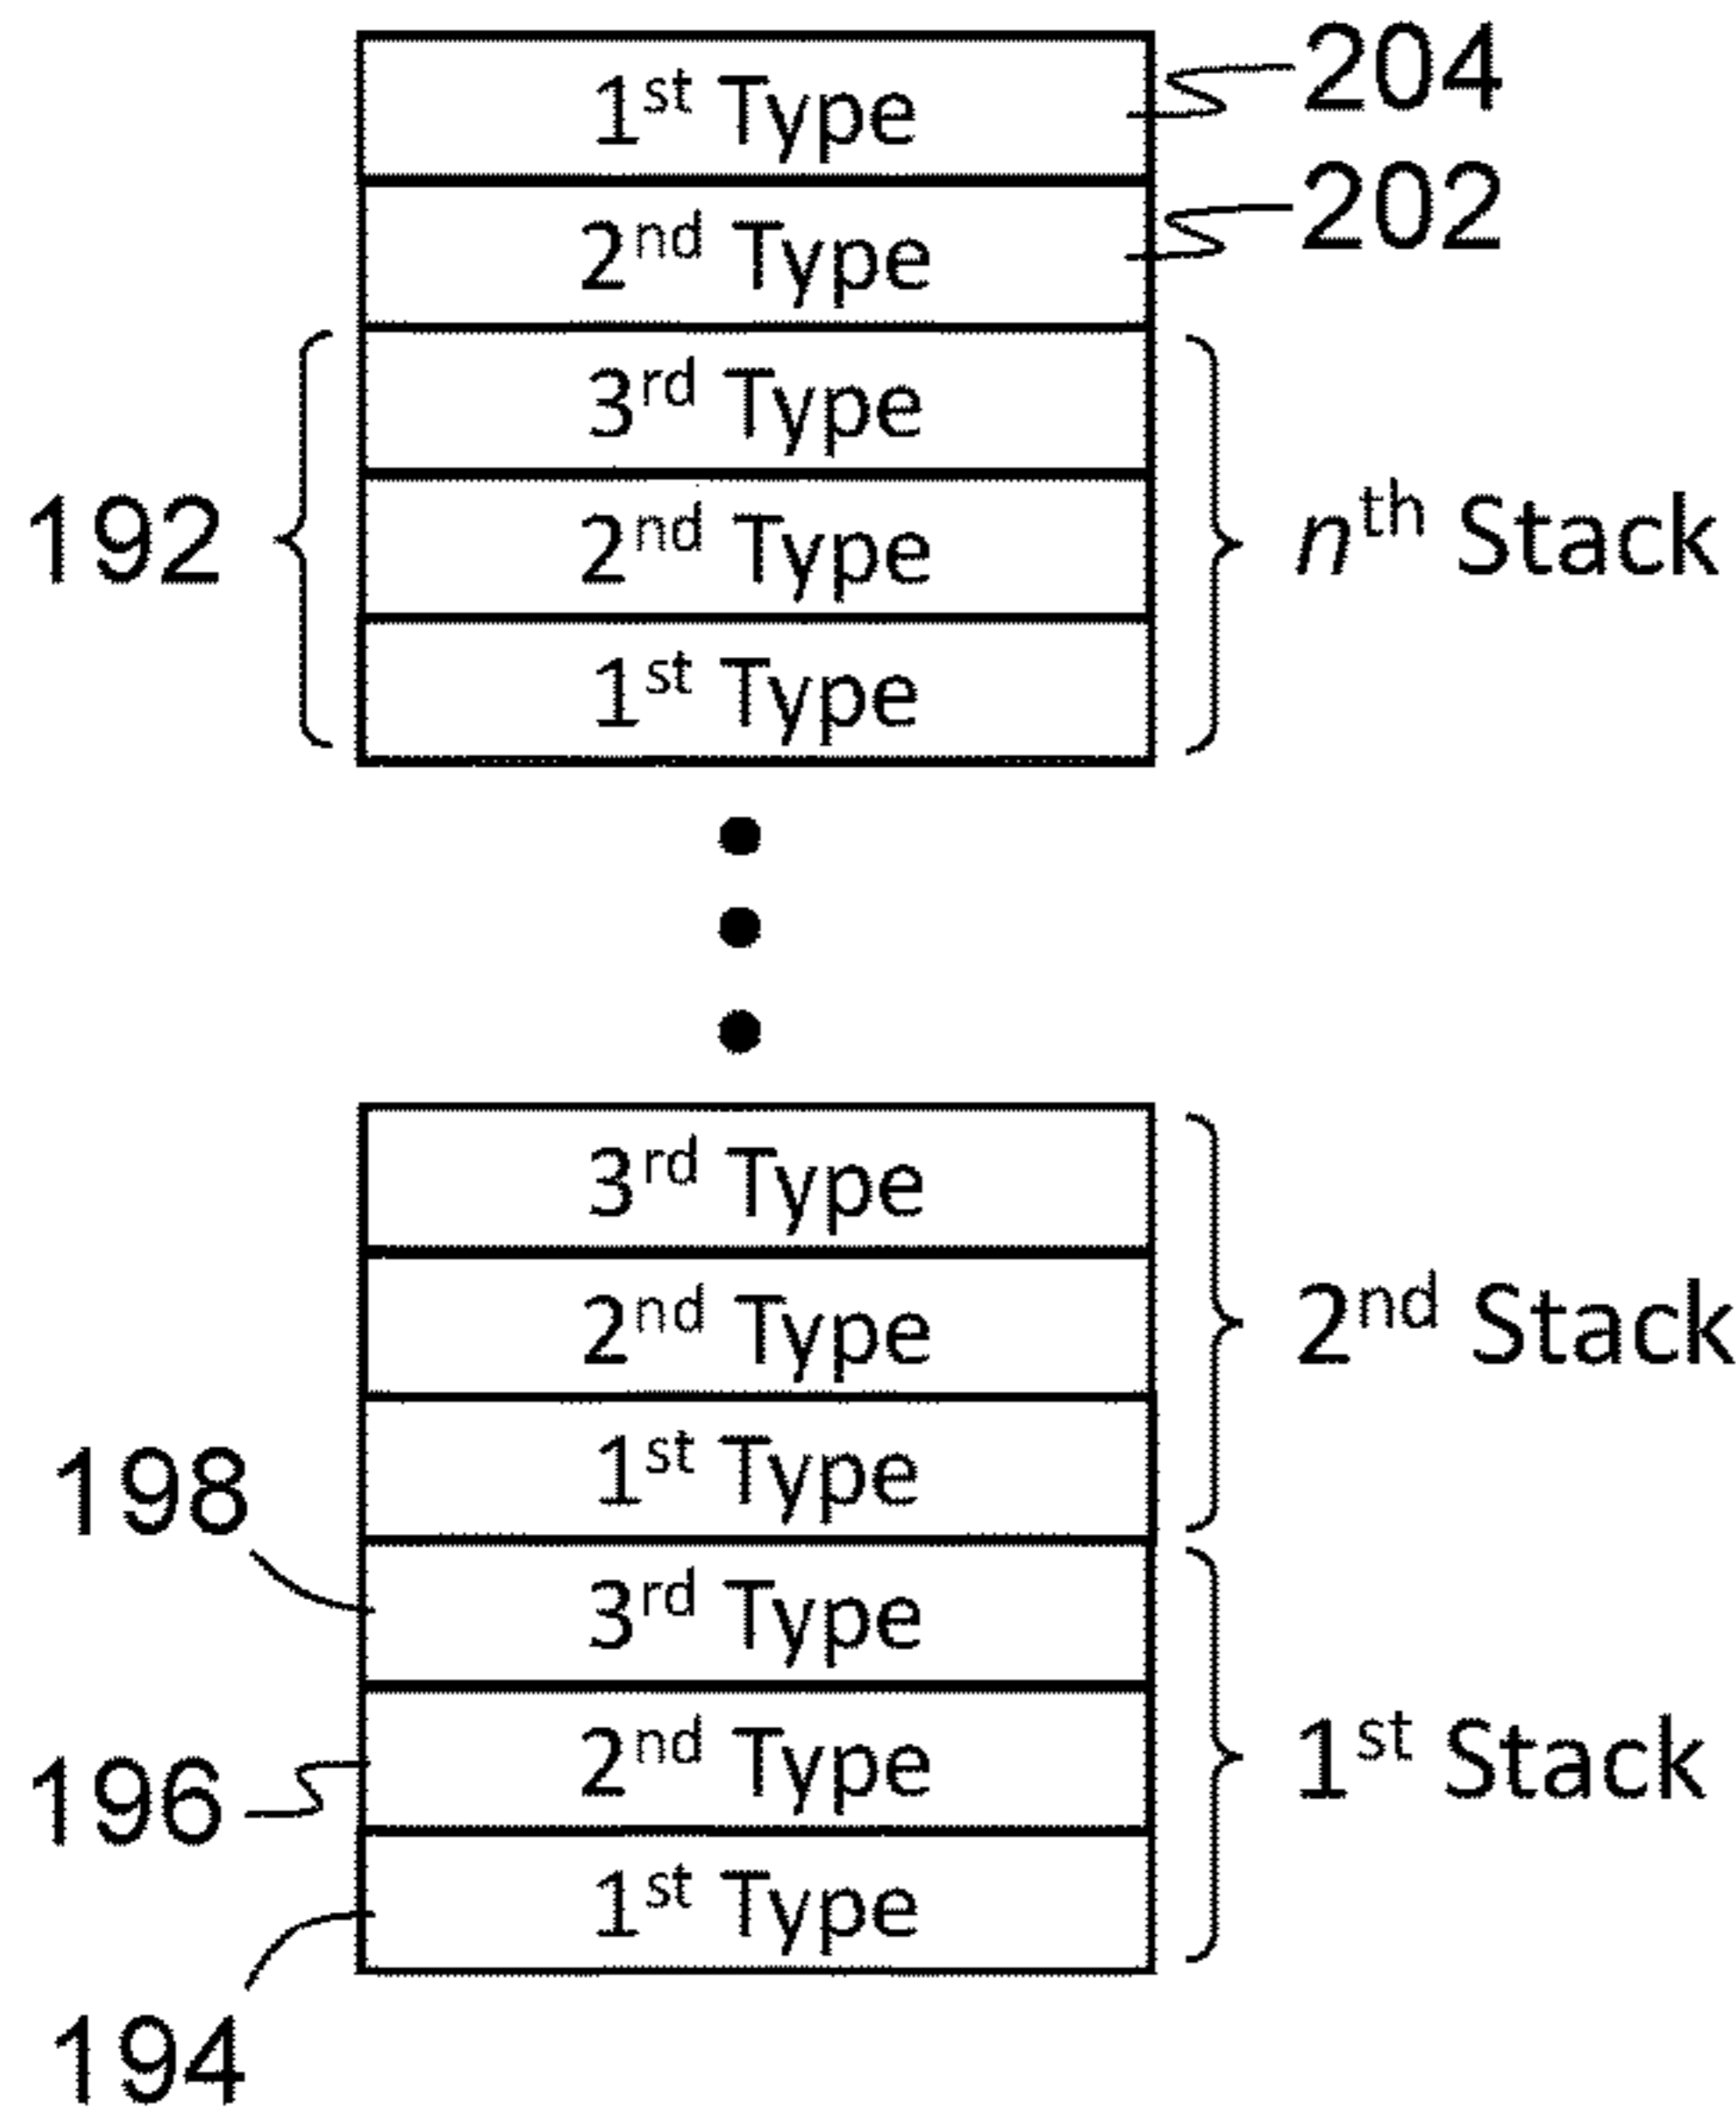 1st Type 204
2nd Type 202
3rd Type
192 2nd Type nth Stack
1st Type
3rd Type
2nd Type 2nd Stack
198 1st Type
3rd Type
196 2nd Type 1st Stack
1st Type
194